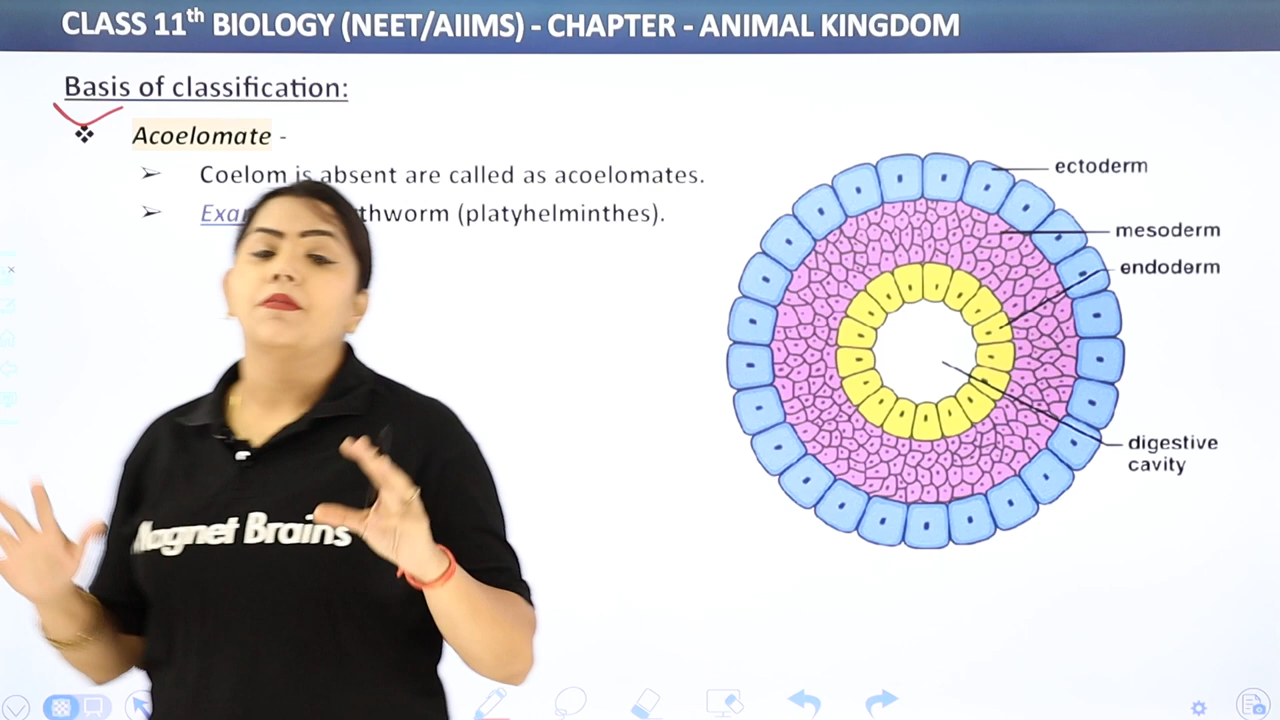 CLASS 11th BIOLOGY (NEET/AIIMS) - CHAPTER - ANIMAL KINGDOM
Basis of classification:
❖ Acoelomate -
➢ Coelom is absent are called as acoelomates.
➢ (platyhelminthes).
ectoderm
mesoderm
endoderm
digestive
cavity
Magnet Brains